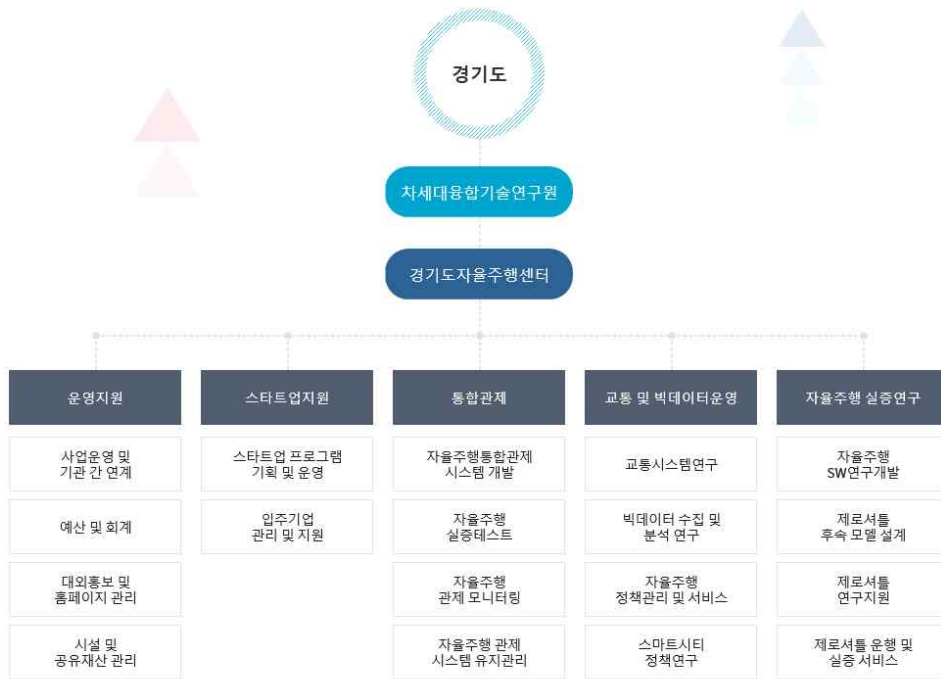 경기도
차세대융합기술연구원
경기도자율주행센터
운영지원
사업운영 및
기관 간 연계
예산 및 회계
대외홍보 및
홈페이지 관리
시설 및
공유재산 관리
스타트업지원
스타트업 프로그램
기획 및 운영
입주기업
관리 및 지원
통합관제
자율주행통합관제
시스템 개발
자율주행
실증테스트
자율주행
관제 모니터링
자율주행 관제
시스템 유지관리
교통 및 빅데이터운영
교통시스템연구
빅데이터 수집 및
분석 연구
자율주행
정책관리 및 서비스
스마트시티
정책연구
자율주행 실증연구
자율주행
SW연구개발
제로셔틀
후속 모델 설계
제로셔틀
연구지원
제로셔틀 운행 및
실증 서비스